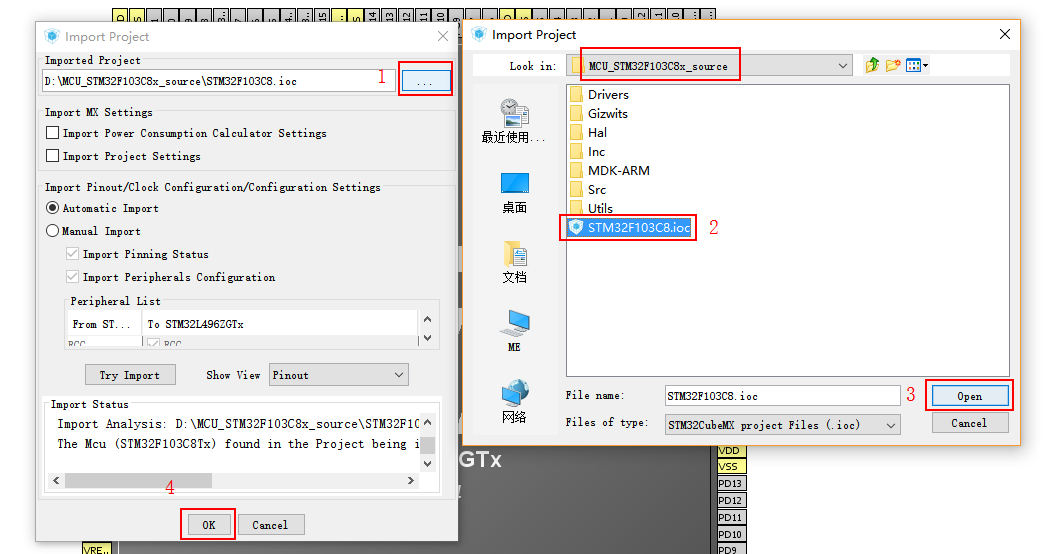 Import Project
Imported Project
D:\MCU_STM32F103C8x_source\STM32F103C8.ioc
1
...
Import MX Settings
Import Power Consumption Calculator Settings
Import Project Settings
Import Pinout/Clock Configuration/Configuration Settings
Automatic Import
Manual Import
Import Pinning Status
Import Peripherals Configuration
Peripheral List
From ST... To STM32L496ZGTx
RCC RCC
Try Import Show View Pinout
Import Status
Import Analysis: D:\MCU_STM32F103C8x_source\STM32F10
The Mcu (STM32F103C8Tx) found in the Project being i
4
OK Cancel
Import Project
Look in: MCU_STM32F103C8x_source
最近使用...
桌面
文档
ME
网络
Drivers
Gizwits
Hal
Inc
MDK-ARM
Src
Utils
STM32F103C8.ioc 2
File name: STM32F103C8.ioc 3 Open
Files of type: STM32CubeMX project Files (.ioc) Cancel
GTx
VDD
VSS
PD13
PD12
PD11
PD10
PD9
VRE..